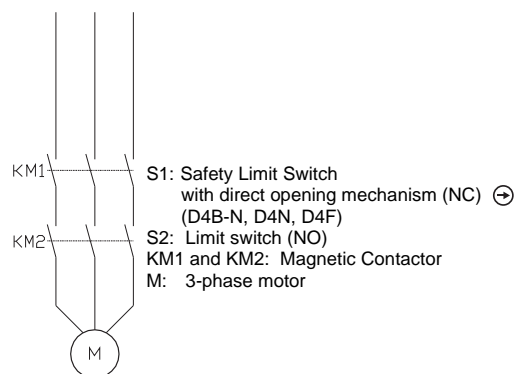 KM1
S1: Safety Limit Switch
with direct opening mechanism (NC)
(D4B-N, D4N, D4F)
KM2
S2: Limit switch (NO)
KM1 and KM2: Magnetic Contactor
M: 3-phase motor
M